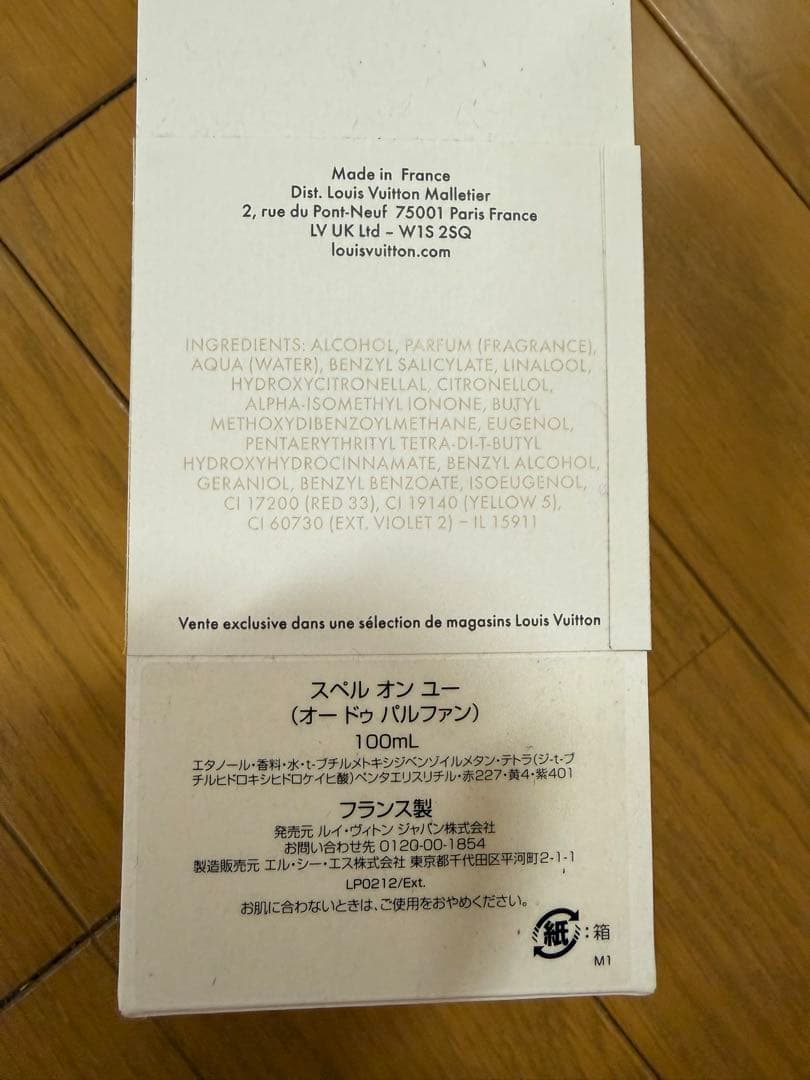 Made in France
Dist. Louis Vuitton Malletier
2, rue du Pont-Neuf 75001 Paris France
LV UK Ltd – W1S 2SQ
louisvuitton.com
INGREDIENTS: ALCOHOL, PARFUM (FRAGRANCE),
AQUA (WATER), BENZYL SALICYLATE, LINALOOL,
HYDROXYCITRONELLAL, CITRONELLOL,
ALPHA-ISOMETHYL IONONE, BUTYL
METHOXYDIBENZOYLMETHANE, EUGENOL,
PENTAERYTHRITYL TETRA-DI-T-BUTYL
HYDROXYHYDROCINNAMATE, BENZYL ALCOHOL,
GERANIOL, BENZYL BENZOATE, ISOEUGENOL,
CI 17200 (RED 33), CI 19140 (YELLOW 5),
CI 60730 (EXT. VIOLET 2) – IL 15911
Vente exclusive dans une sélection de magasins Louis Vuitton
スペル オン ユー
(オー ドゥ パルファン)
100mL
エタノール・香料・水・t-ブチルメトキシジベンゾイルメタン・テトラ(ジ-t-ブ
チルヒドロキシヒドロケイヒ酸)ペンタエリスリチル・赤227・黄4・紫401
フランス製
発売元 ルイ・ヴィトン ジャパン株式会社
お問い合わせ先 0120-00-1854
製造販売元 エル・シー・エス株式会社 東京都千代田区平河町2-1-1
LP0212/Ext.
お肌に合わないときは、ご使用をおやめください。
紙:箱
M1